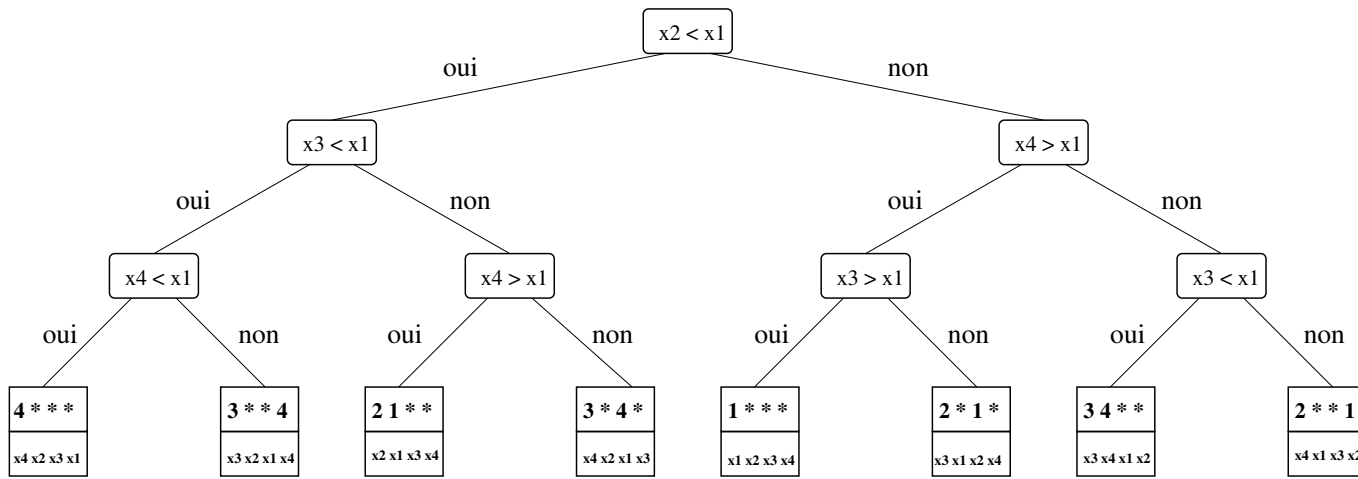 x2 < x1
oui
non
x3 < x1
x4 > x1
oui
non
oui
non
x4 < x1
x4 > x1
x3 > x1
x3 < x1
oui
non
oui
non
oui
non
oui
non
4 * * *
3 * * 4
2 1 * *
3 * 4 *
1 * * *
2 * 1 *
3 4 * *
2 * * 1
x4 x2 x3 x1
x3 x2 x1 x4
x2 x1 x3 x4
x4 x2 x1 x3
x1 x2 x3 x4
x3 x1 x2 x4
x3 x4 x1 x2
x4 x1 x3 x2